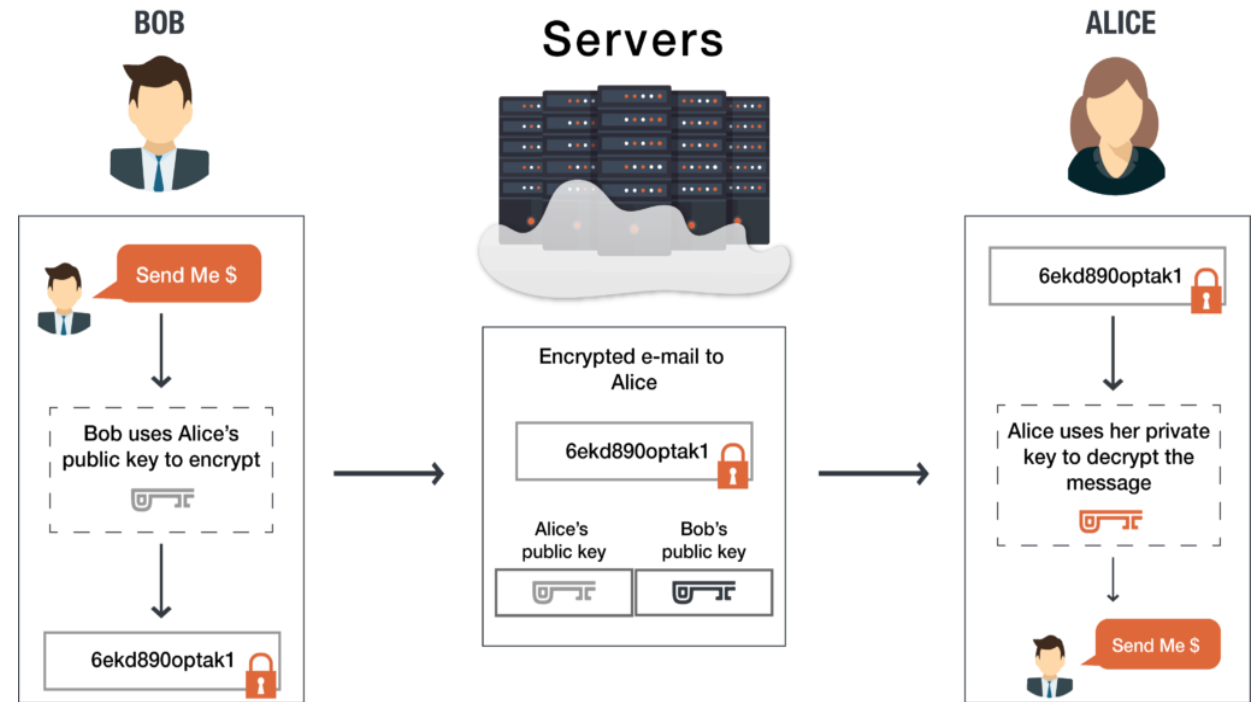 BOB
Servers
ALICE
Send Me $
Bob uses Alice's
public key to encrypt
6ekd890optak1
Encrypted e-mail to
Alice
6ekd890optak1
Alice's
public key
Bob's
public key
6ekd890optak1
Alice uses her private
key to decrypt the
message
Send Me $